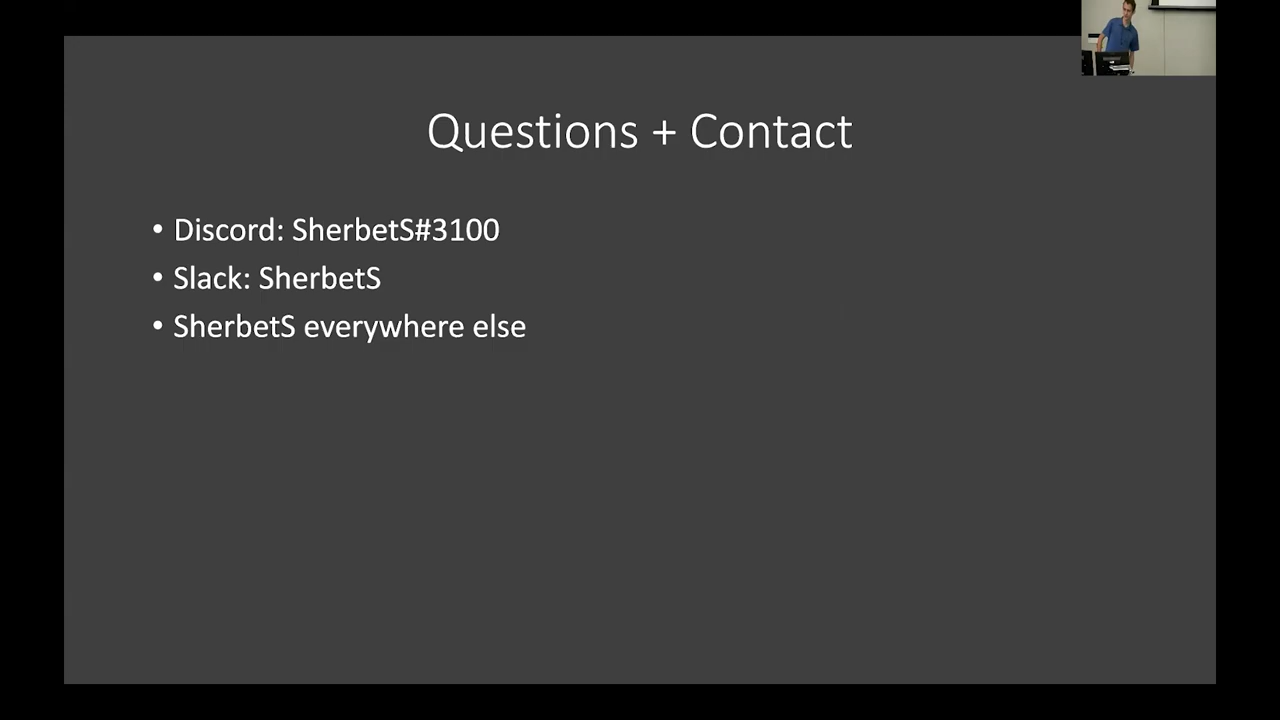 Questions + Contact
• Discord: SherbetS#3100
• Slack: SherbetS
• SherbetS everywhere else